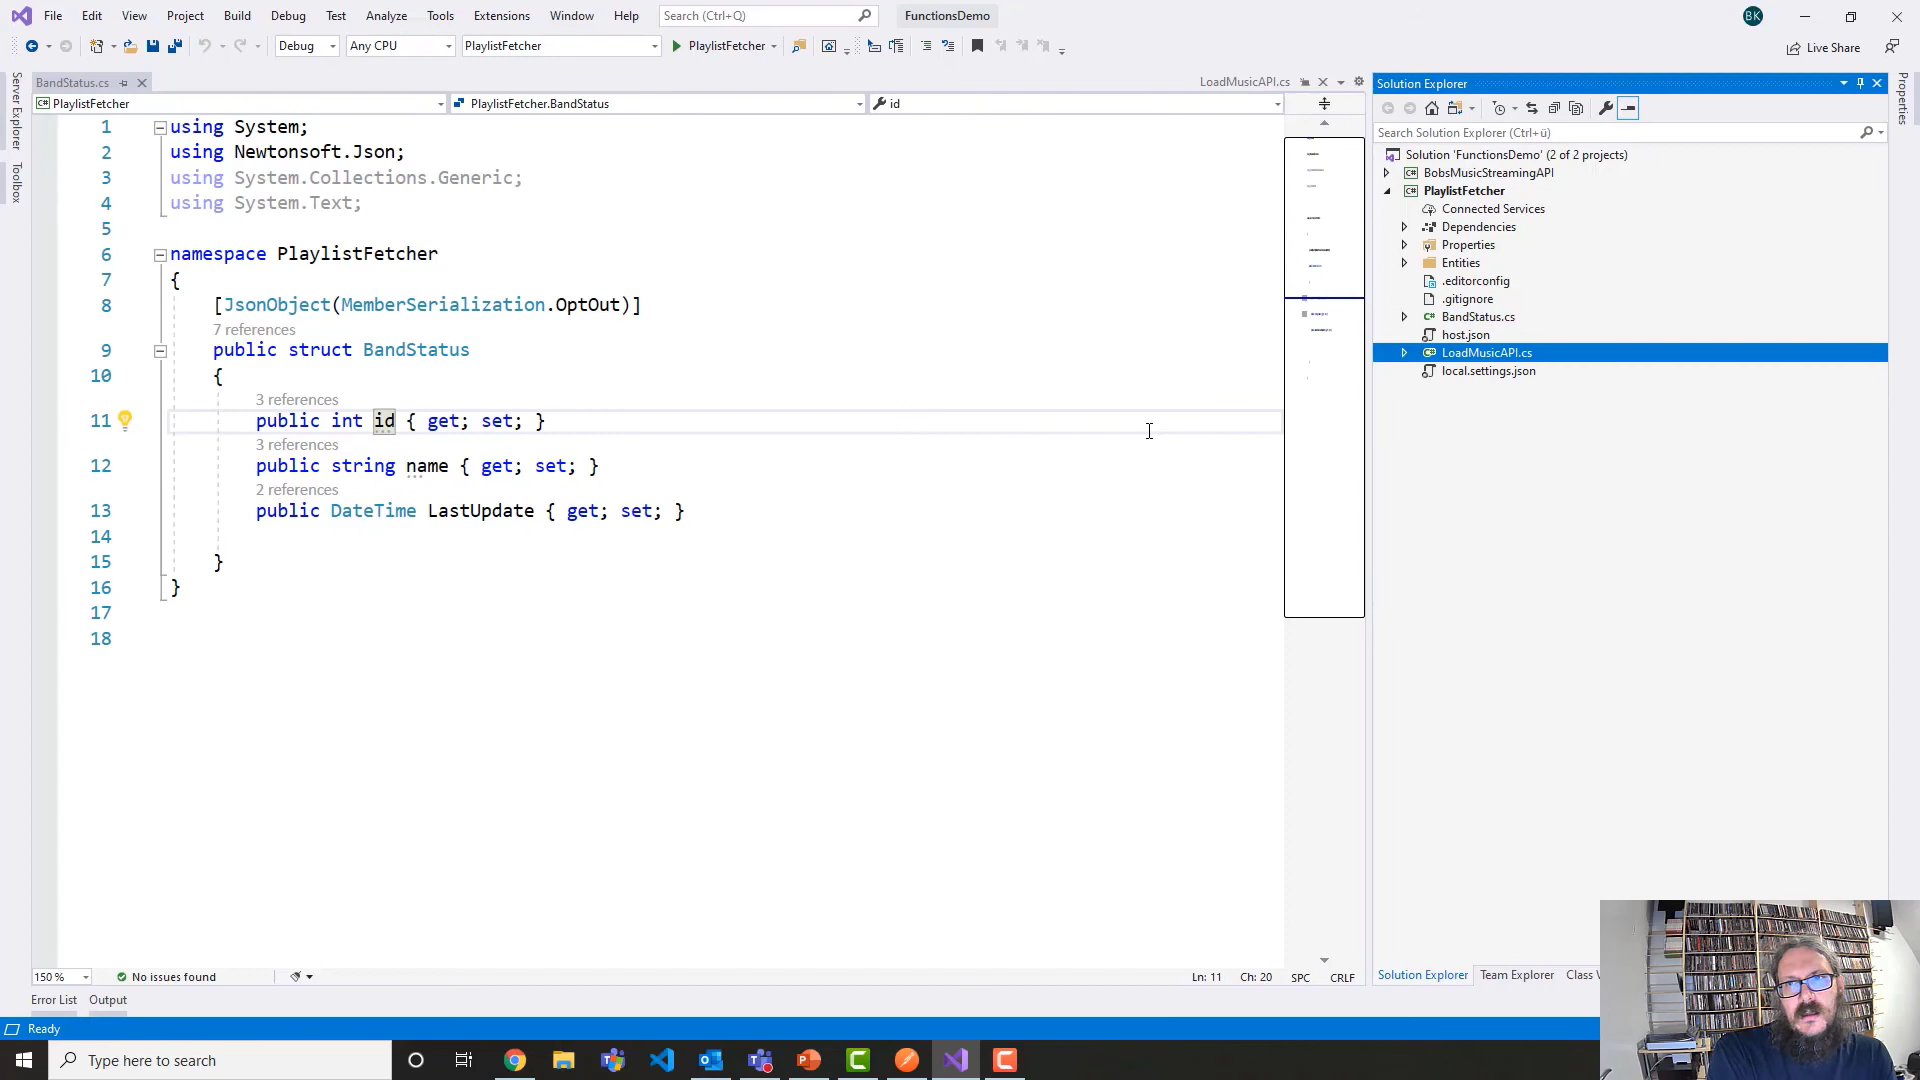 File Edit View Project Build Debug Test Analyze Tools Extensions Window Help Search (Ctrl+Q) FunctionsDemo BK
Debug Any CPU PlaylistFetcher PlaylistFetcher Live Share
Server Explorer
Toolbox
BandStatus.cs LoadMusicAPI.cs
PlaylistFetcher PlaylistFetcher.BandStatus id
1 using System;
2 using Newtonsoft.Json;
3 using System.Collections.Generic;
4 using System.Text;
5
6 namespace PlaylistFetcher
7 {
8 [JsonObject(MemberSerialization.OptOut)]
7 references
9 public struct BandStatus
10 {
3 references
11 public int id { get; set; }
3 references
12 public string name { get; set; }
2 references
13 public DateTime LastUpdate { get; set; }
14
15 }
16 }
17
18
150 % No issues found Ln: 11 Ch: 20 SPC CRLF
Error List Output
Ready
Solution Explorer
Search Solution Explorer (Ctrl+ü)
Solution 'FunctionsDemo' (2 of 2 projects)
BobsMusicStreamingAPI
PlaylistFetcher
Connected Services
Dependencies
Properties
Entities
.editorconfig
.gitignore
BandStatus.cs
host.json
LoadMusicAPI.cs
local.settings.json
Solution Explorer Team Explorer Class V
Properties
Type here to search